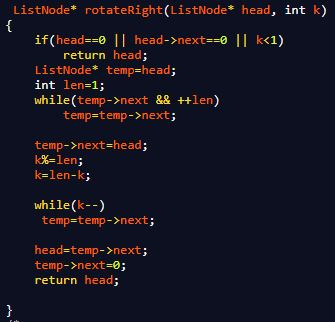 ListNode* rotateRight(ListNode* head, int k)
{
if(head==0 || head->next==0 || k<1)
return head;
ListNode* temp=head;
int len=1;
while(temp->next && ++len)
temp=temp->next;
temp->next=head;
k%=len;
k=len-k;
while(k--)
temp=temp->next;
head=temp->next;
temp->next=0;
return head;
}